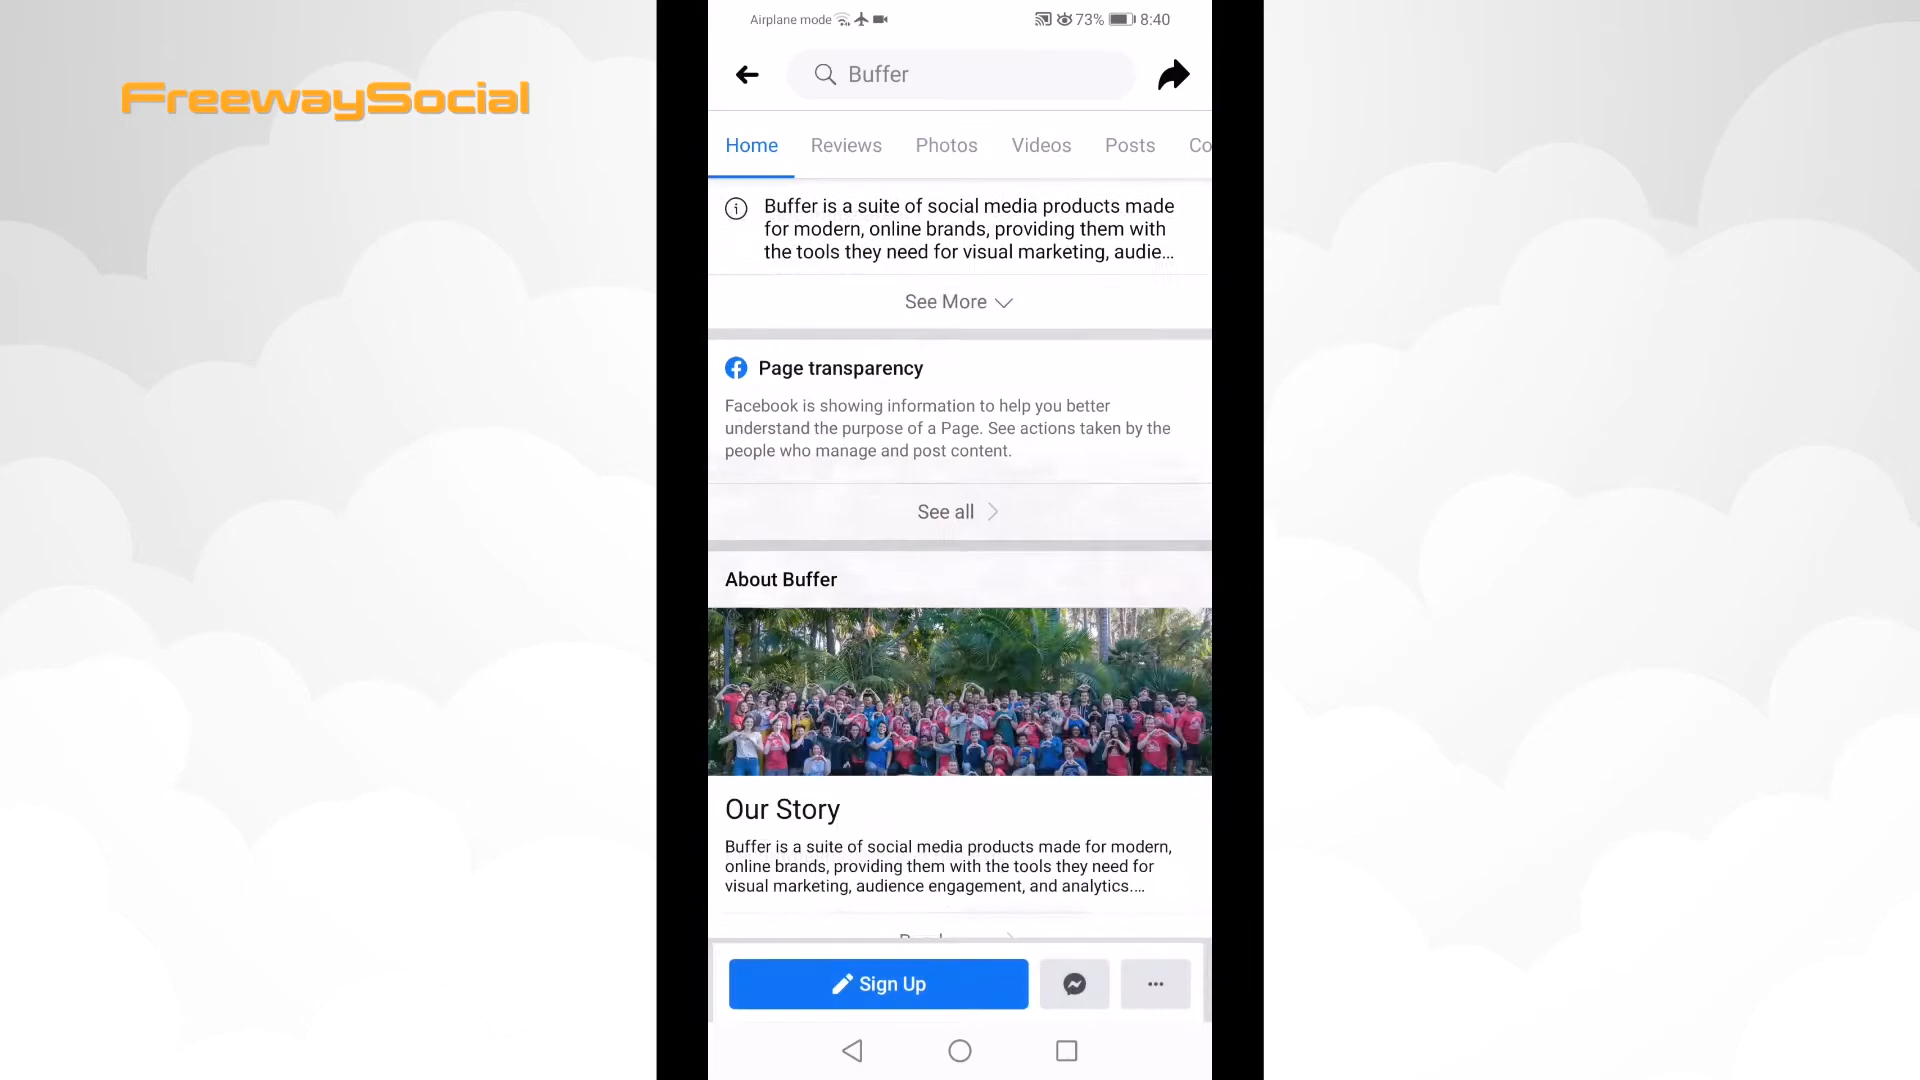 Airplane mode 73% 8:40
FreewaySocial
Buffer
Home Reviews Photos Videos Posts Co
Buffer is a suite of social media products made
for modern, online brands, providing them with
the tools they need for visual marketing, audie...
See More
Page transparency
Facebook is showing information to help you better
understand the purpose of a Page. See actions taken by the
people who manage and post content.
See all
About Buffer
Our Story
Buffer is a suite of social media products made for modern,
online brands, providing them with the tools they need for
visual marketing, audience engagement, and analytics....
Sign Up